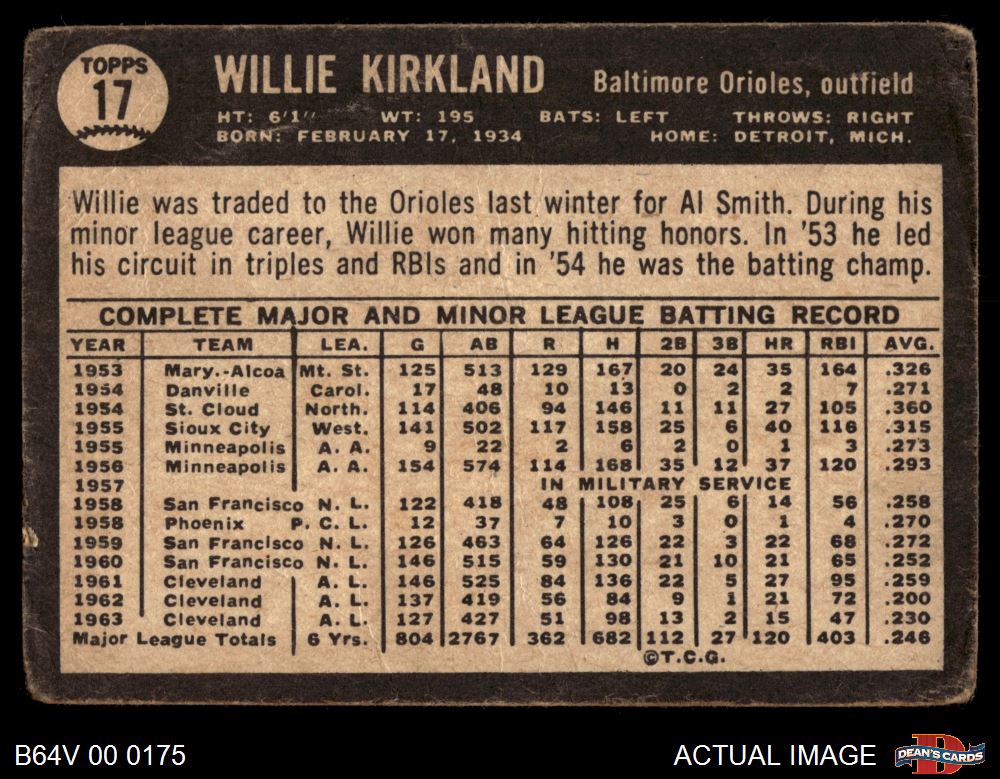 TOPPS
17
WILLIE KIRKLAND Baltimore Orioles, outfield
HT: 6'1" WT: 195 BATS: LEFT THROWS: RIGHT
BORN: FEBRUARY 17, 1934 HOME: DETROIT, MICH.
Willie was traded to the Orioles last winter for Al Smith. During his
minor league career, Willie won many hitting honors. In '53 he led
his circuit in triples and RBIs and in '54 he was the batting champ.
COMPLETE MAJOR AND MINOR LEAGUE BATTING RECORD
YEAR TEAM LEA. G AB R H 2B 3B HR RBI AVG.
1953 Mary.-Alcoa Mt. St. 125 513 129 167 20 24 35 164 .326
1954 Danville Carol. 17 48 10 13 0 2 2 7 .271
1954 St. Cloud North. 114 406 94 146 11 11 27 105 .360
1955 Sioux City West. 141 502 117 158 25 6 40 116 .315
1955 Minneapolis A. A. 9 22 2 6 2 0 1 3 .273
1956 Minneapolis A. A. 154 574 114 168 35 12 37 120 .293
1957 IN MILITARY SERVICE
1958 San Francisco N. L. 122 418 48 108 25 6 14 56 .258
1958 Phoenix P. C. L. 12 37 7 10 3 0 1 4 .270
1959 San Francisco N. L. 126 463 64 126 22 3 22 68 .272
1960 San Francisco N. L. 146 515 59 130 21 10 21 65 .252
1961 Cleveland A. L. 146 525 84 136 22 5 27 95 .259
1962 Cleveland A. L. 137 419 56 84 9 1 21 72 .200
1963 Cleveland A. L. 127 427 51 98 13 2 15 47 .230
Major League Totals 6 Yrs. 804 2767 362 682 112 27 120 403 .246
©T.C.G.
B64V 00 0175 ACTUAL IMAGE DEAN'S CARDS